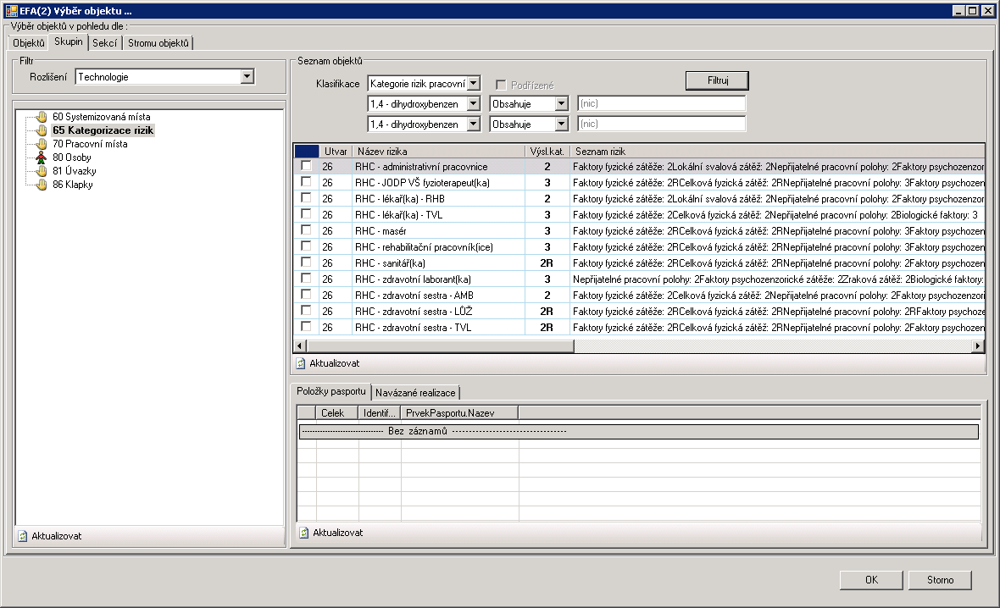 EFA(2) Výběr objektu ...
Výběr objektů v pohledu dle :
Objektů Skupin Sekcí Stromu objektů
Filtr
Rozlišení Technologie
60 Systemizovaná místa
65 Kategorizace rizik
70 Pracovní místa
80 Osoby
81 Úvazky
86 Klapky
Aktualizovat
Seznam objektů
Klasifikace Kategorie rizik pracovní Podřízené Filtruj
1,4 - dihydroxybenzen Obsahuje (nic)
1,4 - dihydroxybenzen Obsahuje (nic)
Utvar Název rizika Výsl.kat. Seznam rizik
26 RHC - administrativní pracovnice 2 Faktory fyzické zátěže: 2Lokální svalová zátěž: 2Nepřijatelné pracovní polohy: 2Faktory psychozenzor
26 RHC - JODP VŠ fyzioterapeut(ka) 3 Faktory fyzické zátěže: 2RCelková fyzická zátěž: 2RNepřijatelné pracovní polohy: 3Faktory psychozen
26 RHC - lékař(ka) - RHB 2 Faktory fyzické zátěže: 2Lokální svalová zátěž: 2Nepřijatelné pracovní polohy: 2Faktory psychozenzor
26 RHC - lékař(ka) - TVL 3 Faktory fyzické zátěže: 2Celková fyzická zátěž: 2Nepřijatelné pracovní polohy: 2Biologické faktory: 3
26 RHC - masér 3 Faktory fyzické zátěže: 2RCelková fyzická zátěž: 2RNepřijatelné pracovní polohy: 3Faktory psychozen
26 RHC - rehabilitační pracovník(ice) 3 Faktory fyzické zátěže: 2RCelková fyzická zátěž: 2RNepřijatelné pracovní polohy: 3Faktory psychozen
26 RHC - sanitář(ka) 2R Faktory fyzické zátěže: 2RCelková fyzická zátěž: 2RNepřijatelné pracovní polohy: 2Faktory psychozen
26 RHC - zdravotní laborant(ka) 3 Nepřijatelné pracovní polohy: 2Faktory psychozenzorické zátěže: 2Zraková zátěž: 2Biologické faktory:
26 RHC - zdravotní sestra - AMB 2 Faktory fyzické zátěže: 2Celková fyzická zátěž: 2Nepřijatelné pracovní polohy: 2Faktory psychozenzori
26 RHC - zdravotní sestra - LŮŽ 2R Faktory fyzické zátěže: 2RCelková fyzická zátěž: 2RNepřijatelné pracovní polohy: 2RFaktory psychoze
26 RHC - zdravotní sestra - TVL 2R Faktory fyzické zátěže: 2RCelková fyzická zátěž: 2RNepřijatelné pracovní polohy: 2Faktory psychozen
Aktualizovat
Položky pasportu Navázané realizace
Celek Identif... PrvekPasportu.Nazev
------------------------------ Bez záznamů ----------------------------------
Aktualizovat
OK Storno